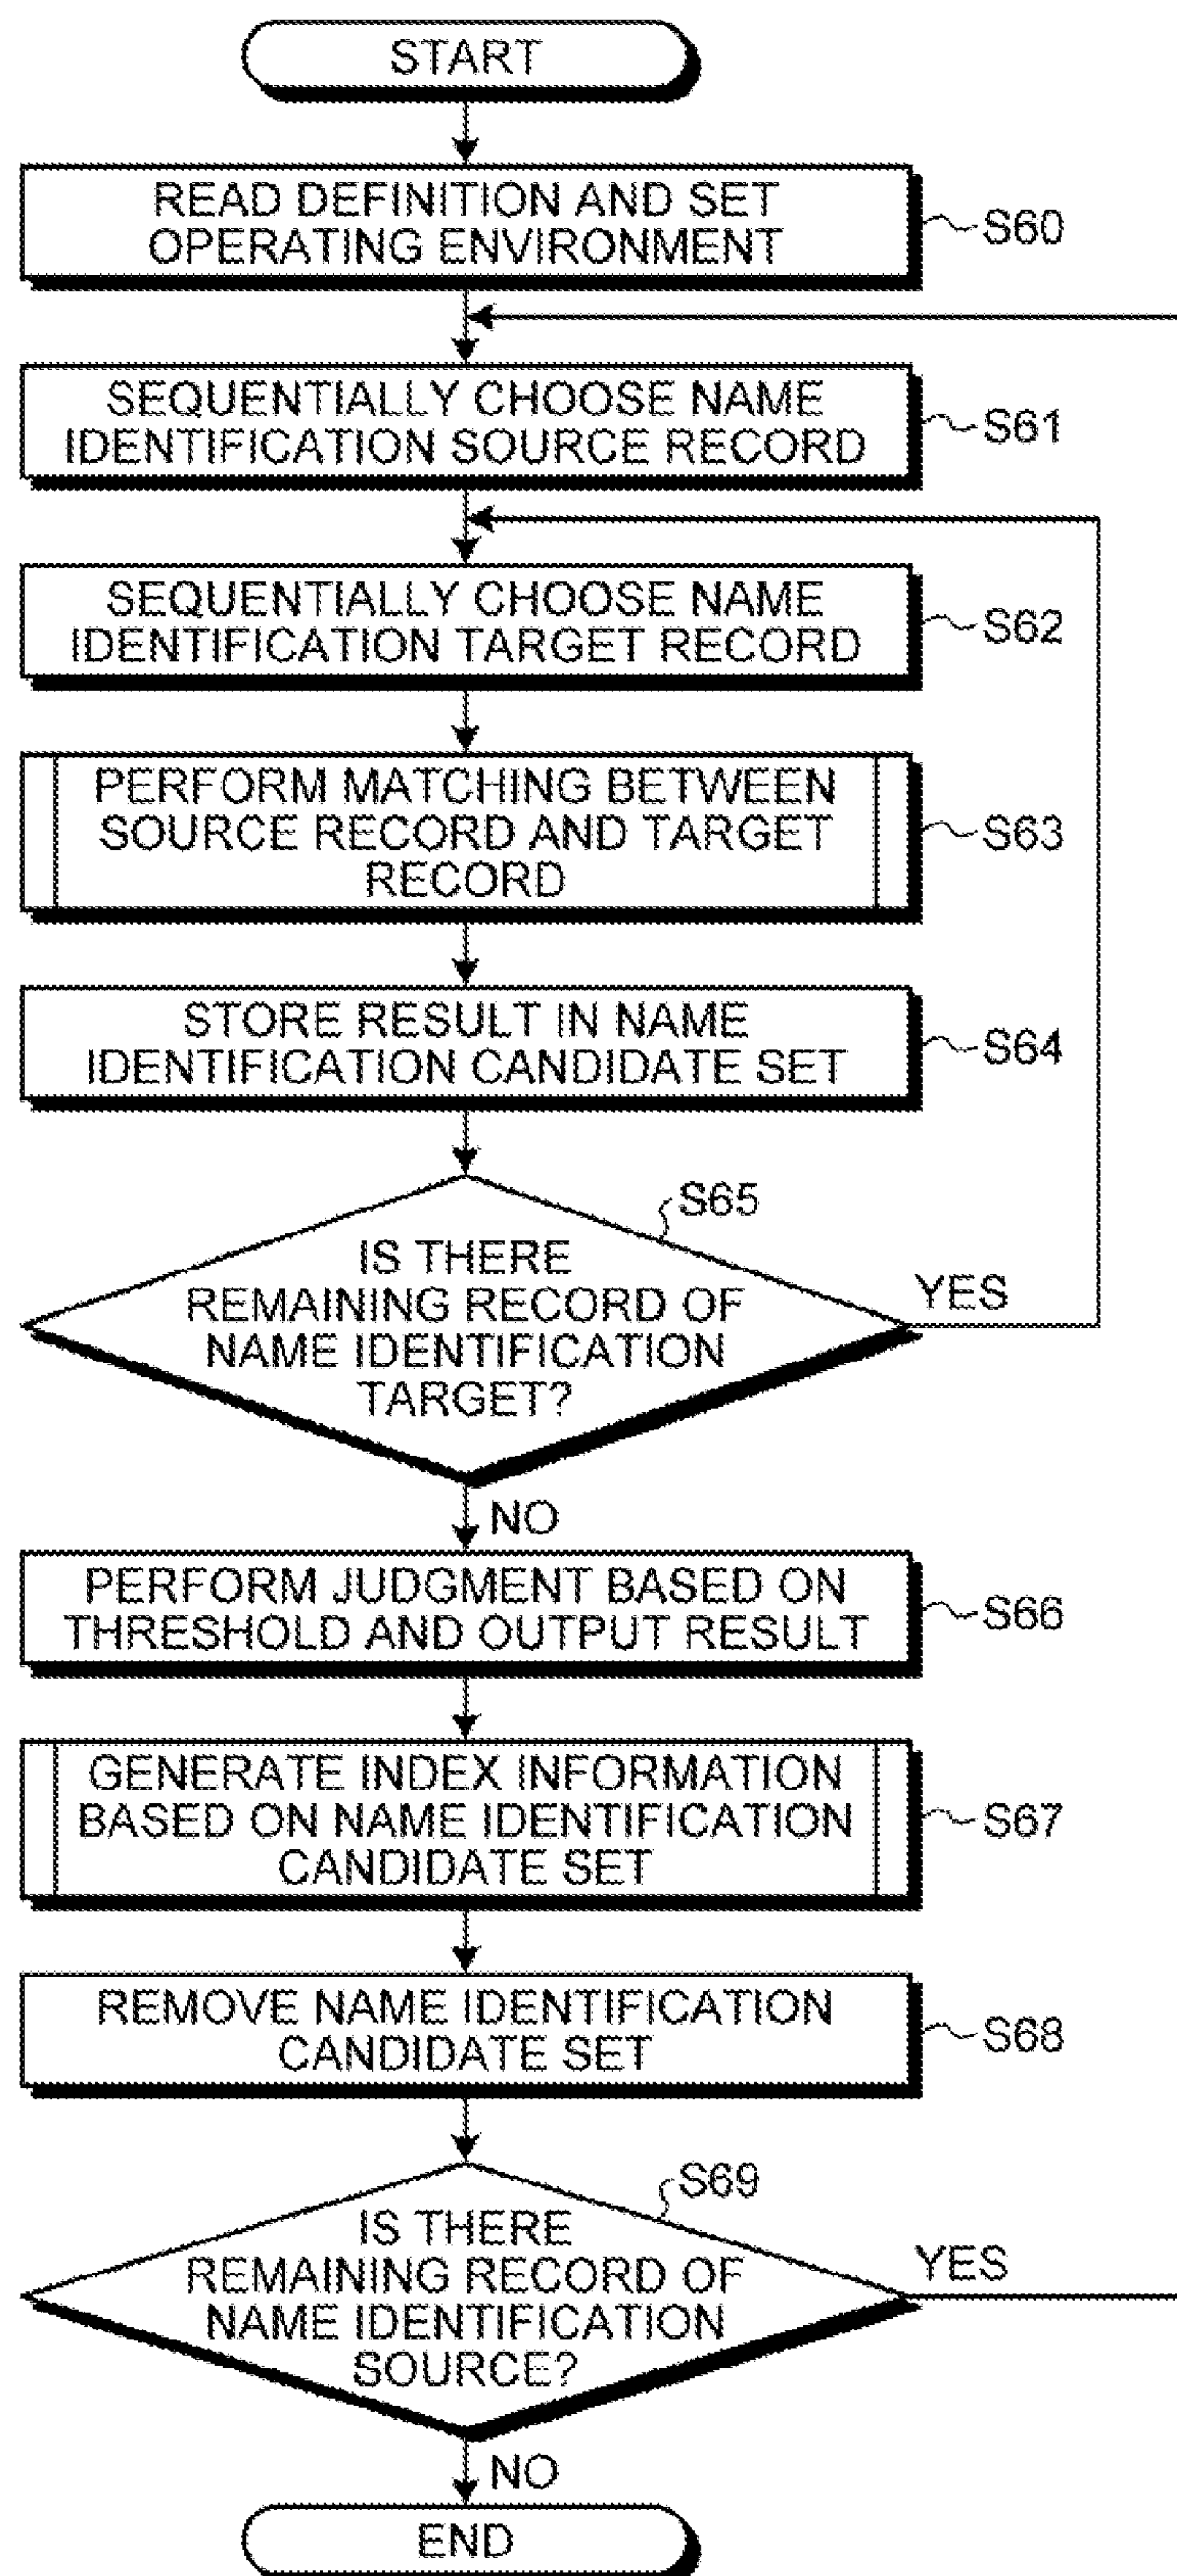 START
READ DEFINITION AND SET
OPERATING ENVIRONMENT
S60
SEQUENTIALLY CHOOSE NAME
IDENTIFICATION SOURCE RECORD
S61
SEQUENTIALLY CHOOSE NAME
IDENTIFICATION TARGET RECORD
S62
PERFORM MATCHING BETWEEN
SOURCE RECORD AND TARGET
RECORD
S63
STORE RESULT IN NAME
IDENTIFICATION CANDIDATE SET
S64
S65
IS THERE
REMAINING RECORD OF
NAME IDENTIFICATION
TARGET?
YES
NO
PERFORM JUDGMENT BASED ON
THRESHOLD AND OUTPUT RESULT
S66
GENERATE INDEX INFORMATION
BASED ON NAME IDENTIFICATION
CANDIDATE SET
S67
REMOVE NAME IDENTIFICATION
CANDIDATE SET
S68
S69
IS THERE
REMAINING RECORD OF
NAME IDENTIFICATION
SOURCE?
YES
NO
END